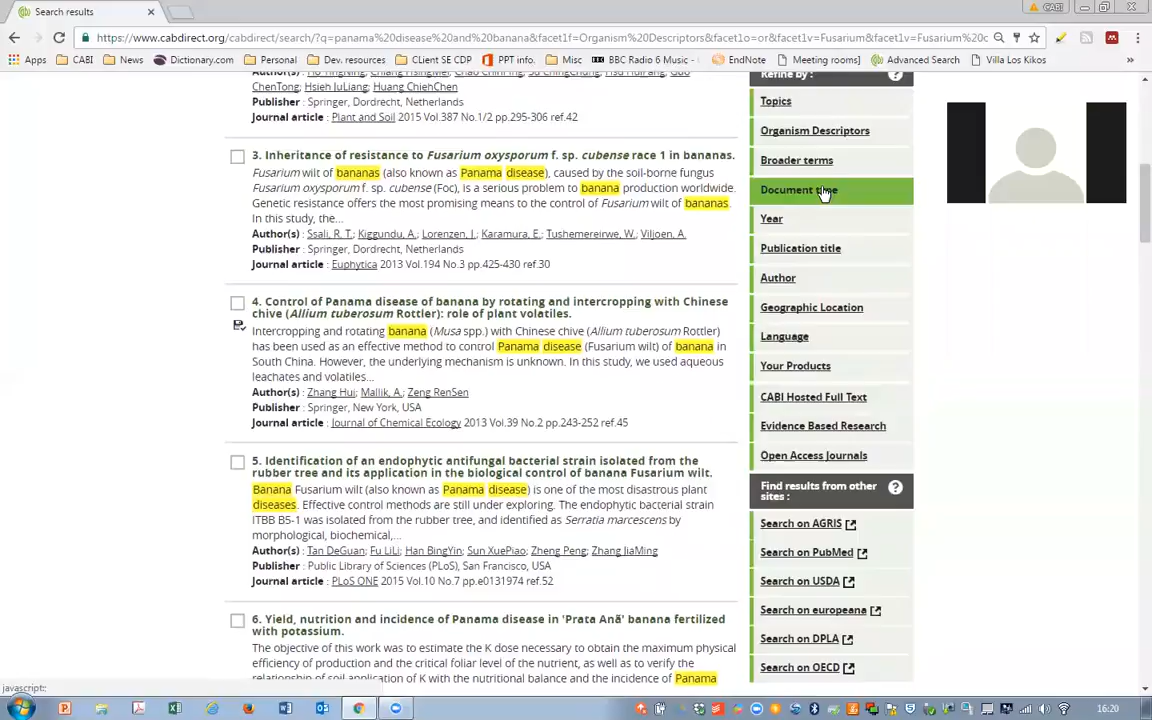 Search results
CABI
https://www.cabdirect.org/cabdirect/search/?q=panama%20disease%20and%20banana&facet1f=Organism%20Descriptors&facet1o=or&facet1v=Fusarium&facet1v=Fusarium%20c
Apps CABI News Dictionary.com Personal Dev. resources Client SE CDP PPT info. Misc BBC Radio 6 Music - EndNote Meeting room] Advanced Search Villa Los Kikos
ChenTong, Hsieh JuLiang; Huang ChiehChen
Publisher : Springer, Dordrecht, Netherlands
Journal article : Plant and Soil 2015 Vol.387 No.1/2 pp.295-306 ref.42
3. Inheritance of resistance to Fusarium oxysporum f. sp. cubense race 1 in bananas.
Fusarium wilt of bananas (also known as Panama disease), caused by the soil-borne fungus
Fusarium oxysporum f. sp. cubense (Foc), is a serious problem to banana production worldwide.
Genetic resistance offers the most promising means to the control of Fusarium wilt of bananas.
In this study, the...
Author(s) : Ssali, R. T.; Kiggundu, A.; Lorenzen, J.; Karamura, E.; Tushemereirwe, W.; Viljoen, A.
Publisher : Springer, Dordrecht, Netherlands
Journal article : Euphytica 2013 Vol.194 No.3 pp.425-430 ref.30
4. Control of Panama disease of banana by rotating and intercropping with Chinese
chive (Allium tuberosum Rottler): role of plant volatiles.
Intercropping and rotating banana (Musa spp.) with Chinese chive (Allium tuberosum Rottler)
has been used as an effective method to control Panama disease (Fusarium wilt) of banana in
South China. However, the underlying mechanism is unknown. In this study, we used aqueous
leachates and volatiles...
Author(s) : Zhang Hui; Mallik, A.; Zeng RenSen
Publisher : Springer, New York, USA
Journal article : Journal of Chemical Ecology 2013 Vol.39 No.2 pp.243-252 ref.45
5. Identification of an endophytic antifungal bacterial strain isolated from the
rubber tree and its application in the biological control of banana Fusarium wilt.
Banana Fusarium wilt (also known as Panama disease) is one of the most disastrous plant
diseases. Effective control methods are still under exploring. The endophytic bacterial strain
ITBB B5-1 was isolated from the rubber tree, and identified as Serratia marcescens by
morphological, biochemical,...
Author(s) : Tan DeGuan; Fu LiLi; Han BingYin; Sun XuePiao; Zheng Peng; Zhang JiaMing
Publisher : Public Library of Sciences (PLoS), San Francisco, USA
Journal article : PLoS ONE 2015 Vol.10 No.7 pp.e0131974 ref.52
6. Yield, nutrition and incidence of Panama disease in 'Prata Anã' banana fertilized
with potassium.
The objective of this work was to estimate the K dose necessary to obtain the maximum physical
efficiency of production and the critical foliar level of the nutrient, as well as to verify the
relationship of soil application of K with the nutritional balance and the incidence of Panama
Refine by : ?
Topics
Organism Descriptors
Broader terms
Document type
Year
Publication title
Author
Geographic Location
Language
Your Products
CABI Hosted Full Text
Evidence Based Research
Open Access Journals
Find results from other
sites : ?
Search on AGRIS
Search on PubMed
Search on USDA
Search on europeana
Search on DPLA
Search on OECD
javascript:;
16:20